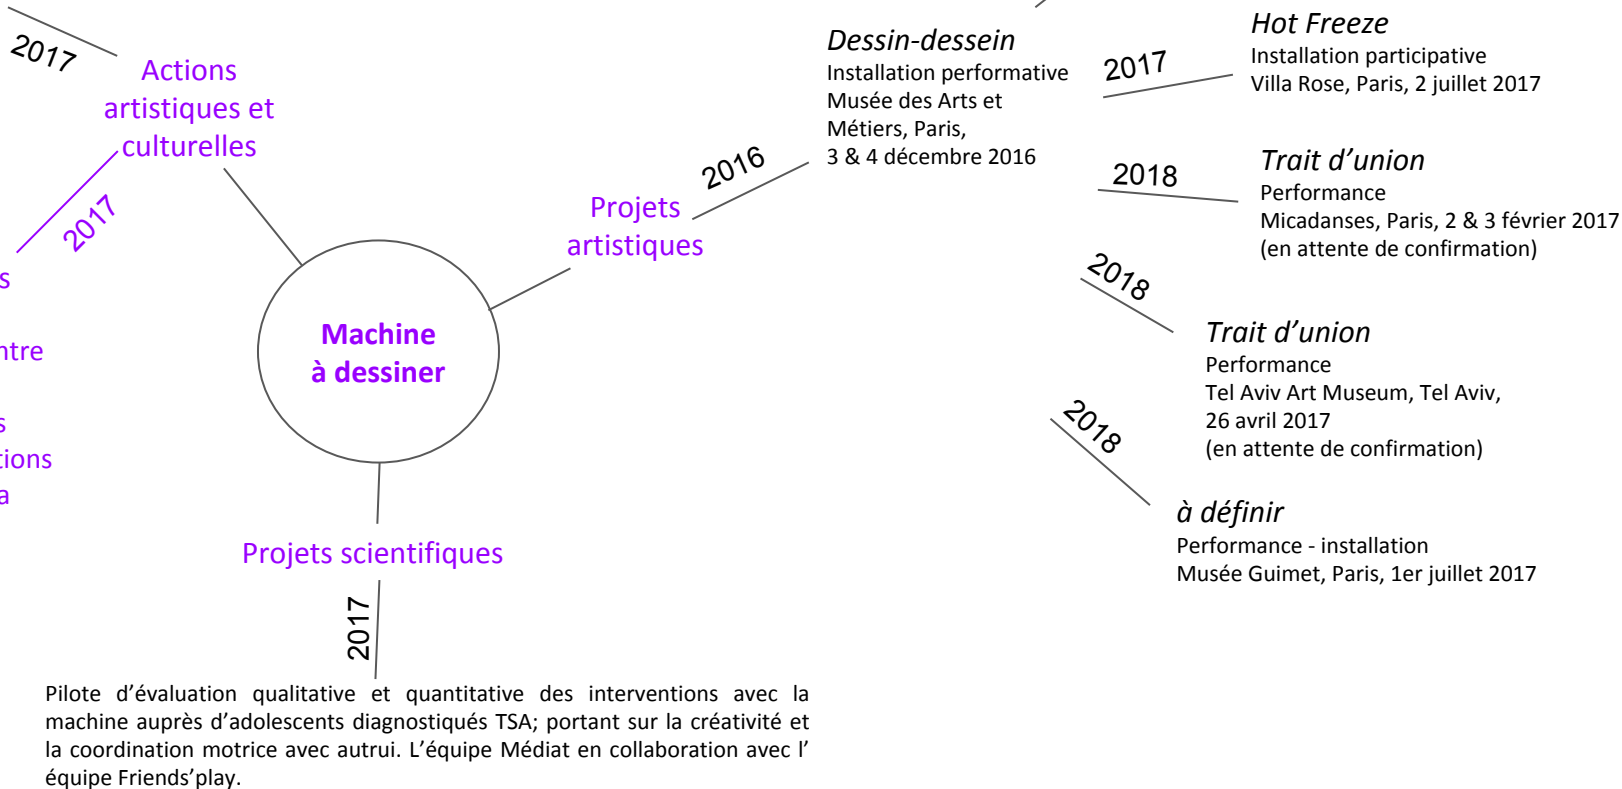 2017
Actions
artistiques et
culturelles
2017
s
ntre
s
tions
a
Machine
à dessiner
Projets
artistiques
2016
Dessin-dessein
Installation performative
Musée des Arts et
Métiers, Paris,
3 & 4 décembre 2016
2017
Hot Freeze
Installation participative
Villa Rose, Paris, 2 juillet 2017
2018
Trait d’union
Performance
Micadanses, Paris, 2 & 3 février 2017
(en attente de confirmation)
2018
Trait d’union
Performance
Tel Aviv Art Museum, Tel Aviv,
26 avril 2017
(en attente de confirmation)
2018
à définir
Performance - installation
Musée Guimet, Paris, 1er juillet 2017
Projets scientifiques
2017
Pilote d’évaluation qualitative et quantitative des interventions avec la
machine auprès d’adolescents diagnostiqués TSA; portant sur la créativité et
la coordination motrice avec autrui. L’équipe Médiat en collaboration avec l’
équipe Friends’play.